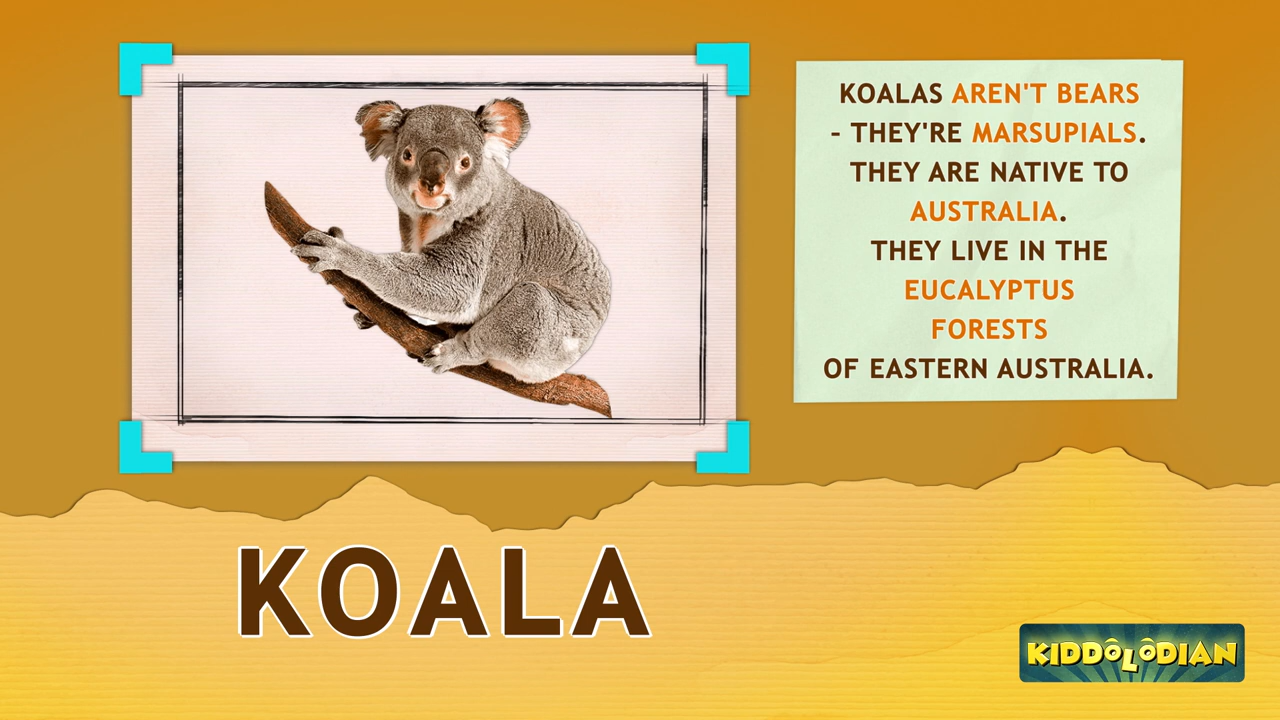 KOALAS AREN'T BEARS
- THEY'RE MARSUPIALS.
THEY ARE NATIVE TO
AUSTRALIA.
THEY LIVE IN THE
EUCALYPTUS
FORESTS
OF EASTERN AUSTRALIA.
KOALA
KIDDÔLÔDIAN